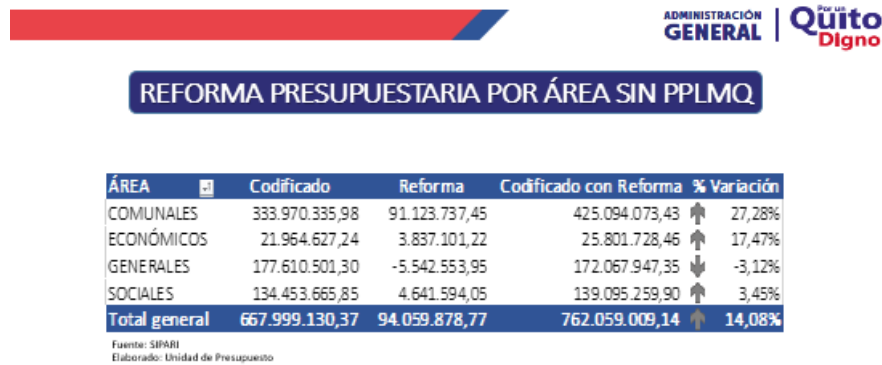 ADMINISTRACIÓN
GENERAL
Por un
Quito
Digno
REFORMA PRESUPUESTARIA POR ÁREA SIN PPLMQ
ÁREA Codificado Reforma Codificado con Reforma % Variación
COMUNALES 333.970.335,98 91.123.737,45 425.094.073,43 27,28%
ECONÓMICOS 21.964.627,24 3.837.101,22 25.801.728,46 17,47%
GENERALES 177.610.501,30 -5.542.553,95 172.067.947,35 -3,12%
SOCIALES 134.453.665,85 4.641.594,05 139.095.259,90 3,45%
Total general 667.999.130,37 94.059.878,77 762.059.009,14 14,08%
Fuente: SIPARI
Elaborado: Unidad de Presupuesto